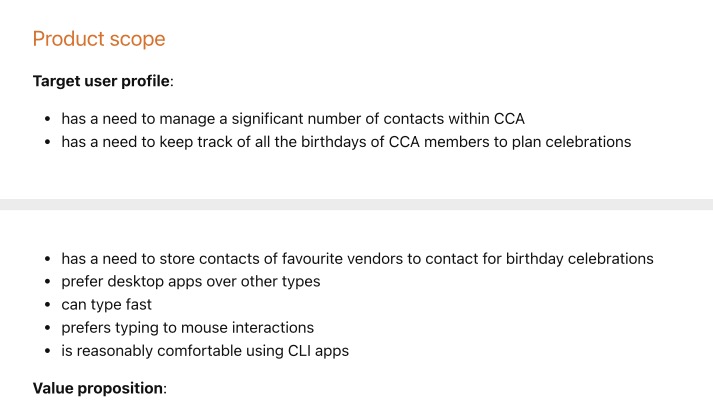 Product scope
Target user profile:
• has a need to manage a significant number of contacts within CCA
• has a need to keep track of all the birthdays of CCA members to plan celebrations
• has a need to store contacts of favourite vendors to contact for birthday celebrations
• prefer desktop apps over other types
• can type fast
• prefers typing to mouse interactions
• is reasonably comfortable using CLI apps
Value proposition: